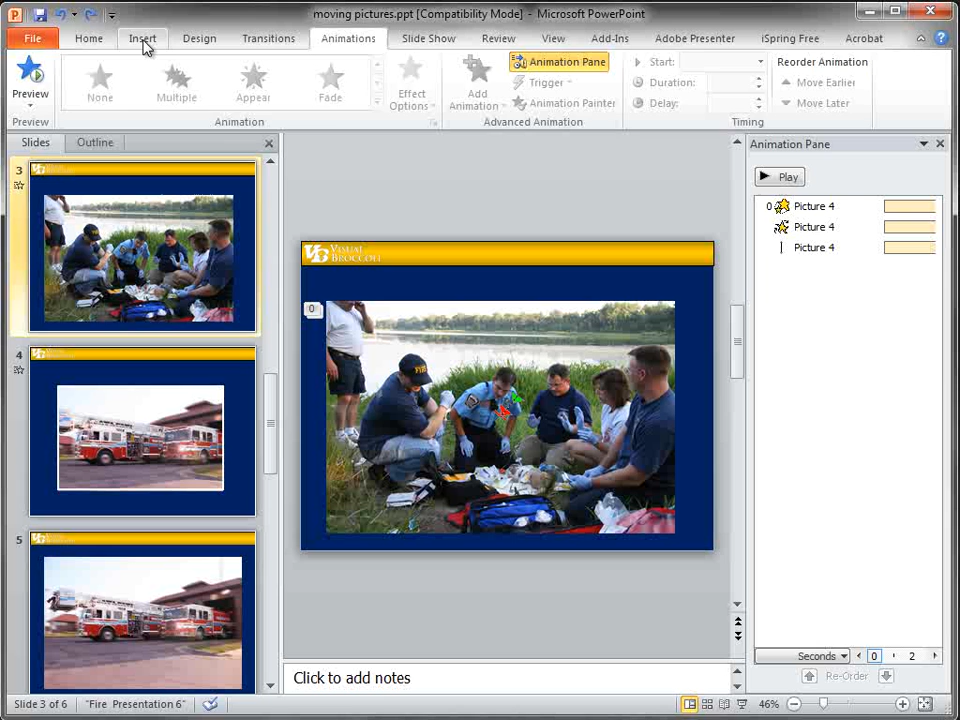 moving pictures.ppt [Compatibility Mode] - Microsoft PowerPoint
File Home Insert Design Transitions Animations Slide Show Review View Add-Ins Adobe Presenter iSpring Free Acrobat
Preview
Preview
None Multiple Appear Fade
Effect
Options
Animation
Add
Animation
Animation Pane
Trigger
Animation Painter
Advanced Animation
Start:
Duration:
Delay:
Timing
Reorder Animation
Move Earlier
Move Later
Slides Outline
3
4
5
VB VISUAL
BROCCOLI
0
FIRE
Click to add notes
Animation Pane
Play
0 Picture 4
Picture 4
Picture 4
Seconds 0 2
Re-Order
Slide 3 of 6 "Fire Presentation 6" 46%